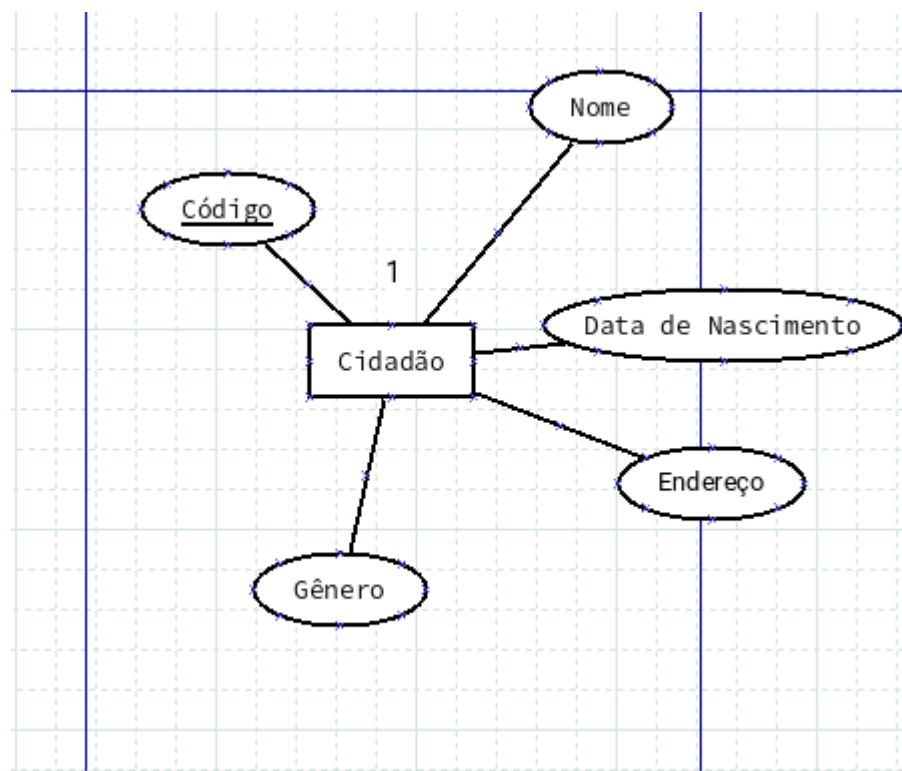 Nome
Código
1
Data de Nascimento
Cidadão
Endereço
Gênero